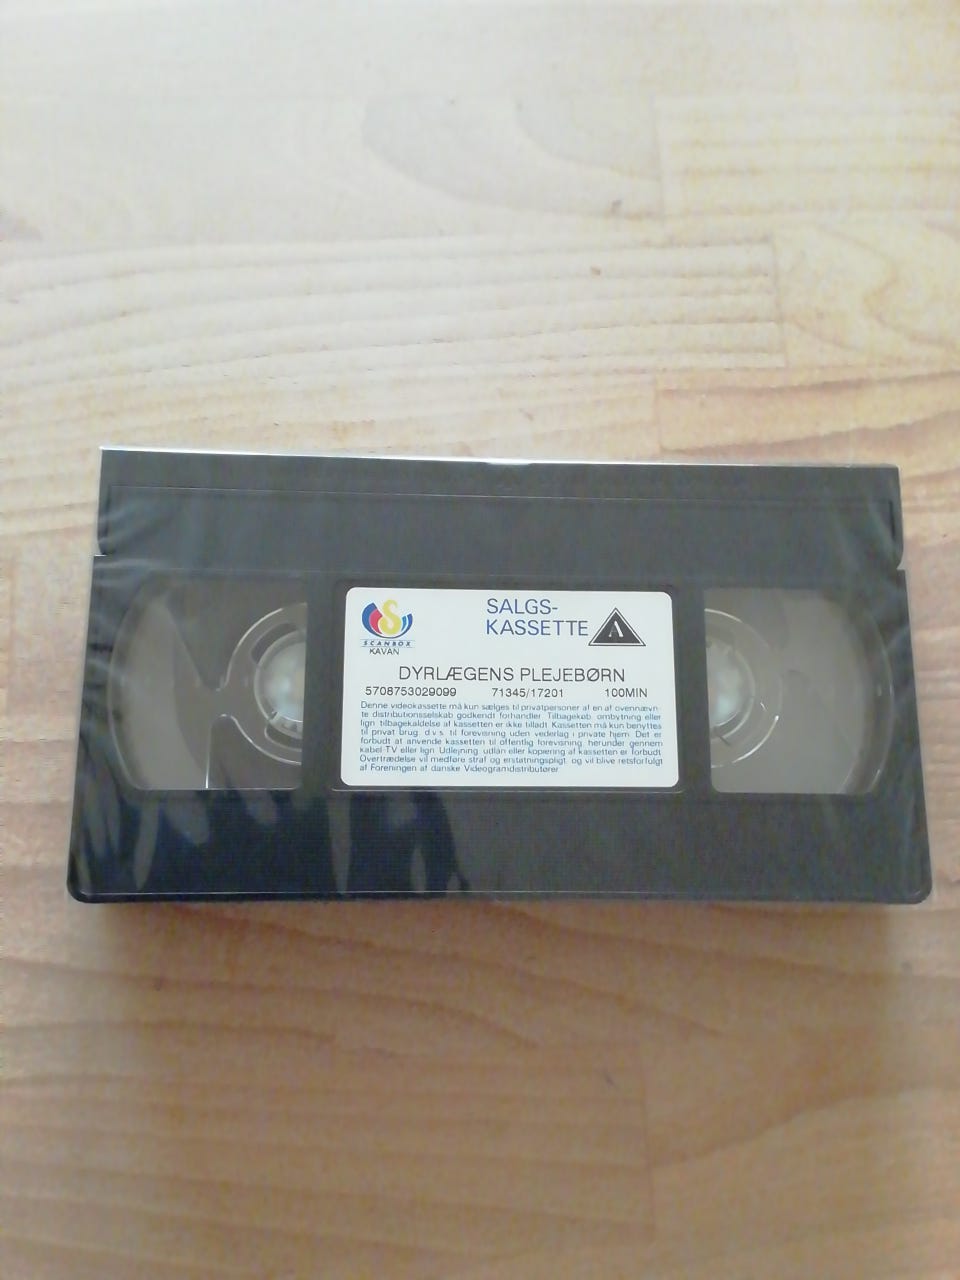 SALGS-
KASSETTE A
S
SCANBOX
KAVAN
DYRLÆGENS PLEJEBØRN
5708753029099 71345/17201 100MIN
Denne videokassette må kun sælges til privatpersoner af en af ovennævn-
te distributionsselskab godkendt forhandler. Tilbagekøb, ombytning eller
lign. tilbagekaldelse af kassetten er ikke tilladt. Kassetten må kun benyttes
til privat brug, d.v.s. til forevisning uden vederlag i private hjem. Det er
forbudt at anvende kassetten til offentlig forevisning, herunder gennem
kabel-TV eller lign. Udlejning, udlån eller kopiering af kassetten er forbudt.
Overtrædelse vil medføre straf og erstatningspligt, og vil blive retsforfulgt
af Foreningen af danske Videogramdistributører